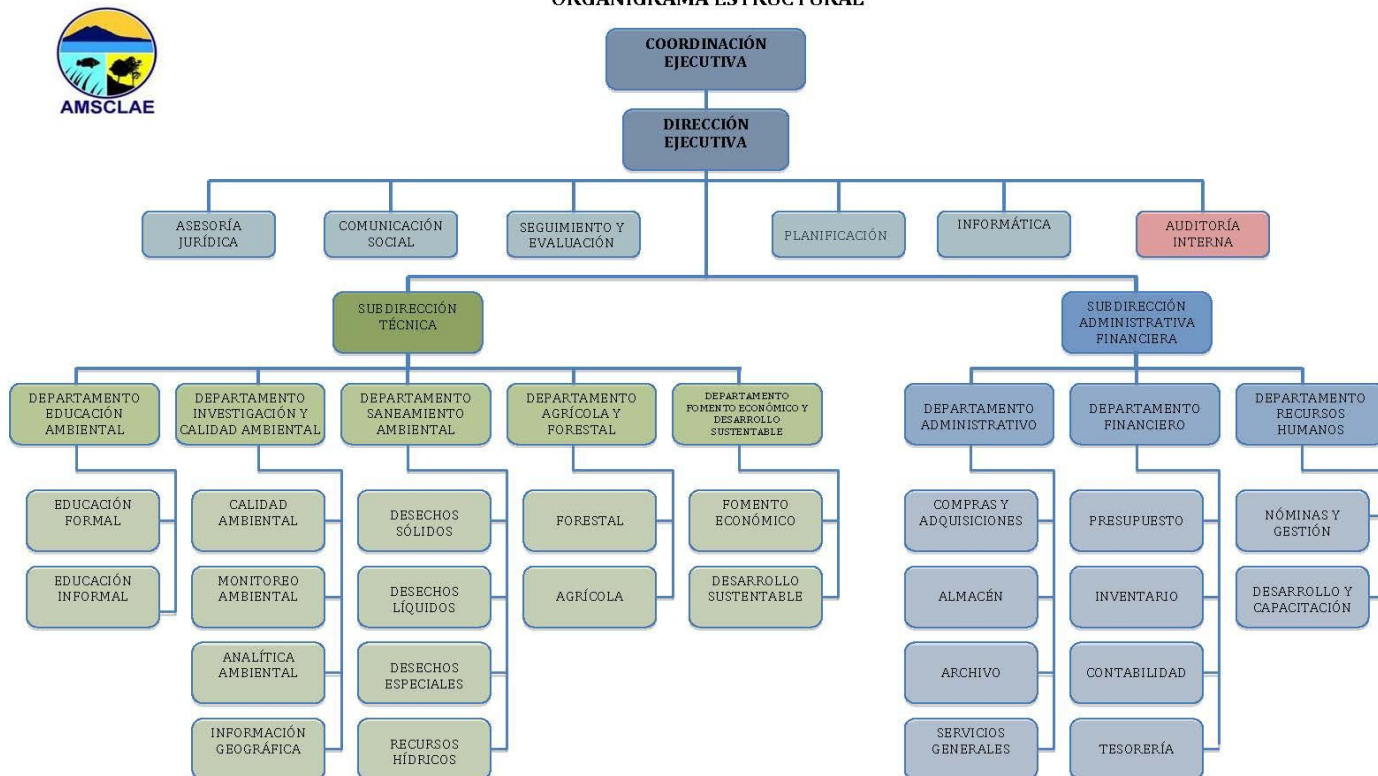 ORGANIGRAMA ESTRUCTURAL
AMSCLAE
COORDINACIÓN
EJECUTIVA
DIRECCIÓN
EJECUTIVA
ASESORÍA
JURÍDICA
COMUNICACIÓN
SOCIAL
SEGUIMIENTO Y
EVALUACIÓN
PLANIFICACIÓN
INFORMÁTICA
AUDITORÍA
INTERNA
SUBDIRECCIÓN
TÉCNICA
SUBDIRECCIÓN
ADMINISTRATIVA
FINANCIERA
DEPARTAMENTO
EDUCACIÓN
AMBIENTAL
DEPARTAMENTO
INVESTIGACIÓN Y
CALIDAD AMBIENTAL
DEPARTAMENTO
SANEAMIENTO
AMBIENTAL
DEPARTAMENTO
AGRÍCOLA Y
FORESTAL
DEPARTAMENTO
FOMENTO ECONÓMICO Y
DESARROLLO
SUSTENTABLE
DEPARTAMENTO
ADMINISTRATIVO
DEPARTAMENTO
FINANCIERO
DEPARTAMENTO
RECURSOS
HUMANOS
EDUCACIÓN
FORMAL
CALIDAD
AMBIENTAL
DESECHOS
SÓLIDOS
FORESTAL
FOMENTO
ECONÓMICO
COMPRAS Y
ADQUISICIONES
PRESUPUESTO
NÓMINAS Y
GESTIÓN
EDUCACIÓN
INFORMAL
MONITOREO
AMBIENTAL
DESECHOS
LÍQUIDOS
AGRÍCOLA
DESARROLLO
SUSTENTABLE
ALMACÉN
INVENTARIO
DESARROLLO Y
CAPACITACIÓN
ANALÍTICA
AMBIENTAL
DESECHOS
ESPECIALES
ARCHIVO
CONTABILIDAD
INFORMACIÓN
GEOGRÁFICA
RECURSOS
HÍDRICOS
SERVICIOS
GENERALES
TESORERÍA